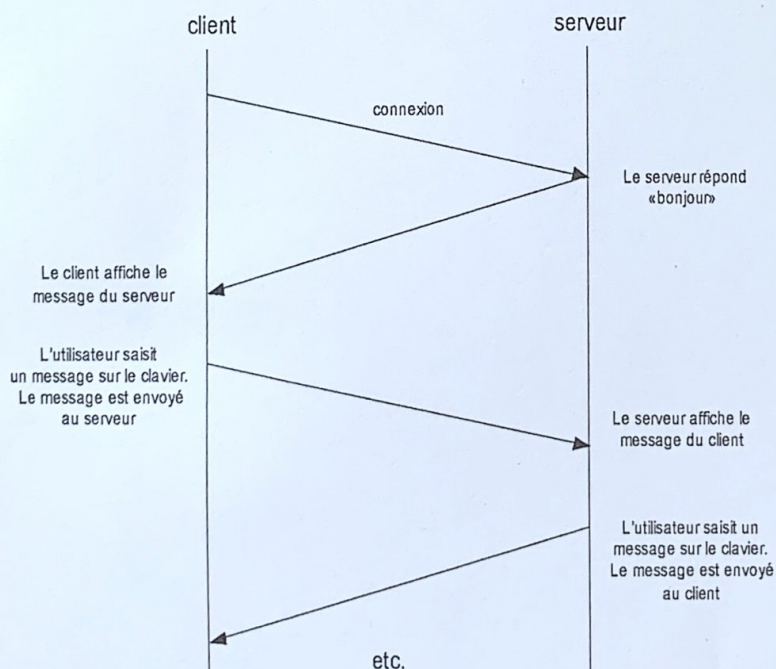 client
serveur
connexion
Le serveur répond
«bonjour»
Le client affiche le
message du serveur
L'utilisateur saisit
un message sur le clavier.
Le message est envoyé
au serveur
Le serveur affiche le
message du client
L'utilisateur saisit un
message sur le clavier.
Le message est envoyé
au client
etc.